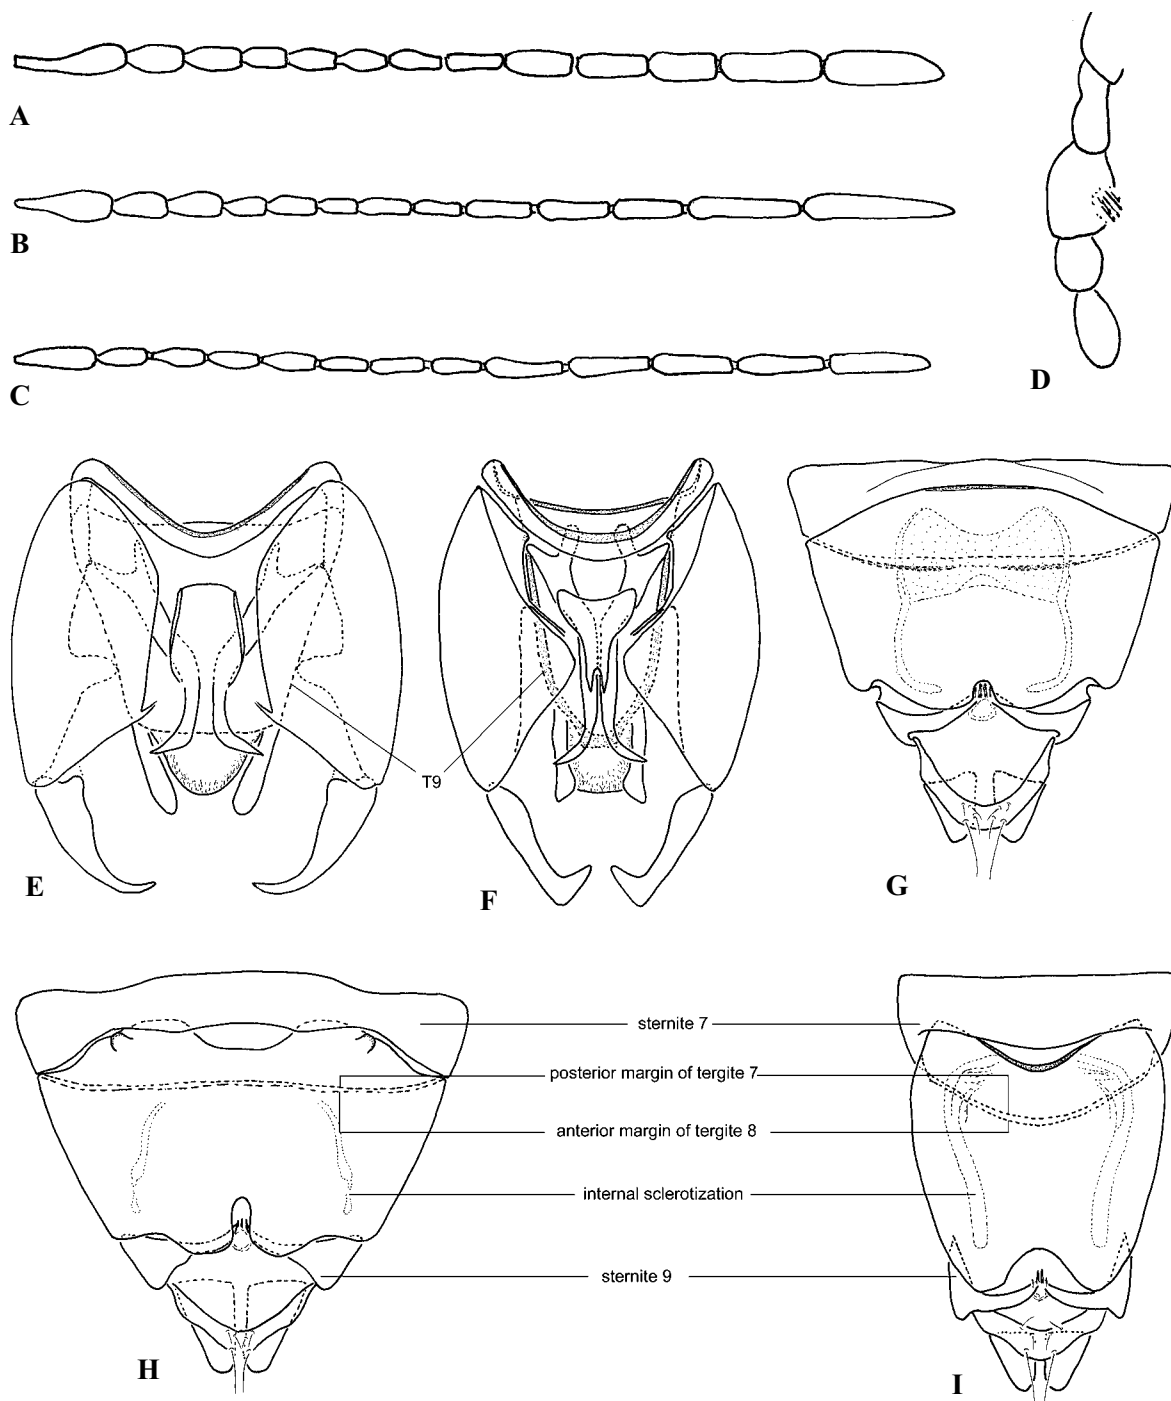 A
B
C
D
T9
E
F
G
sternite 7
posterior margin of tergite 7
anterior margin of tergite 8
internal sclerotization
sternite 9
H
I